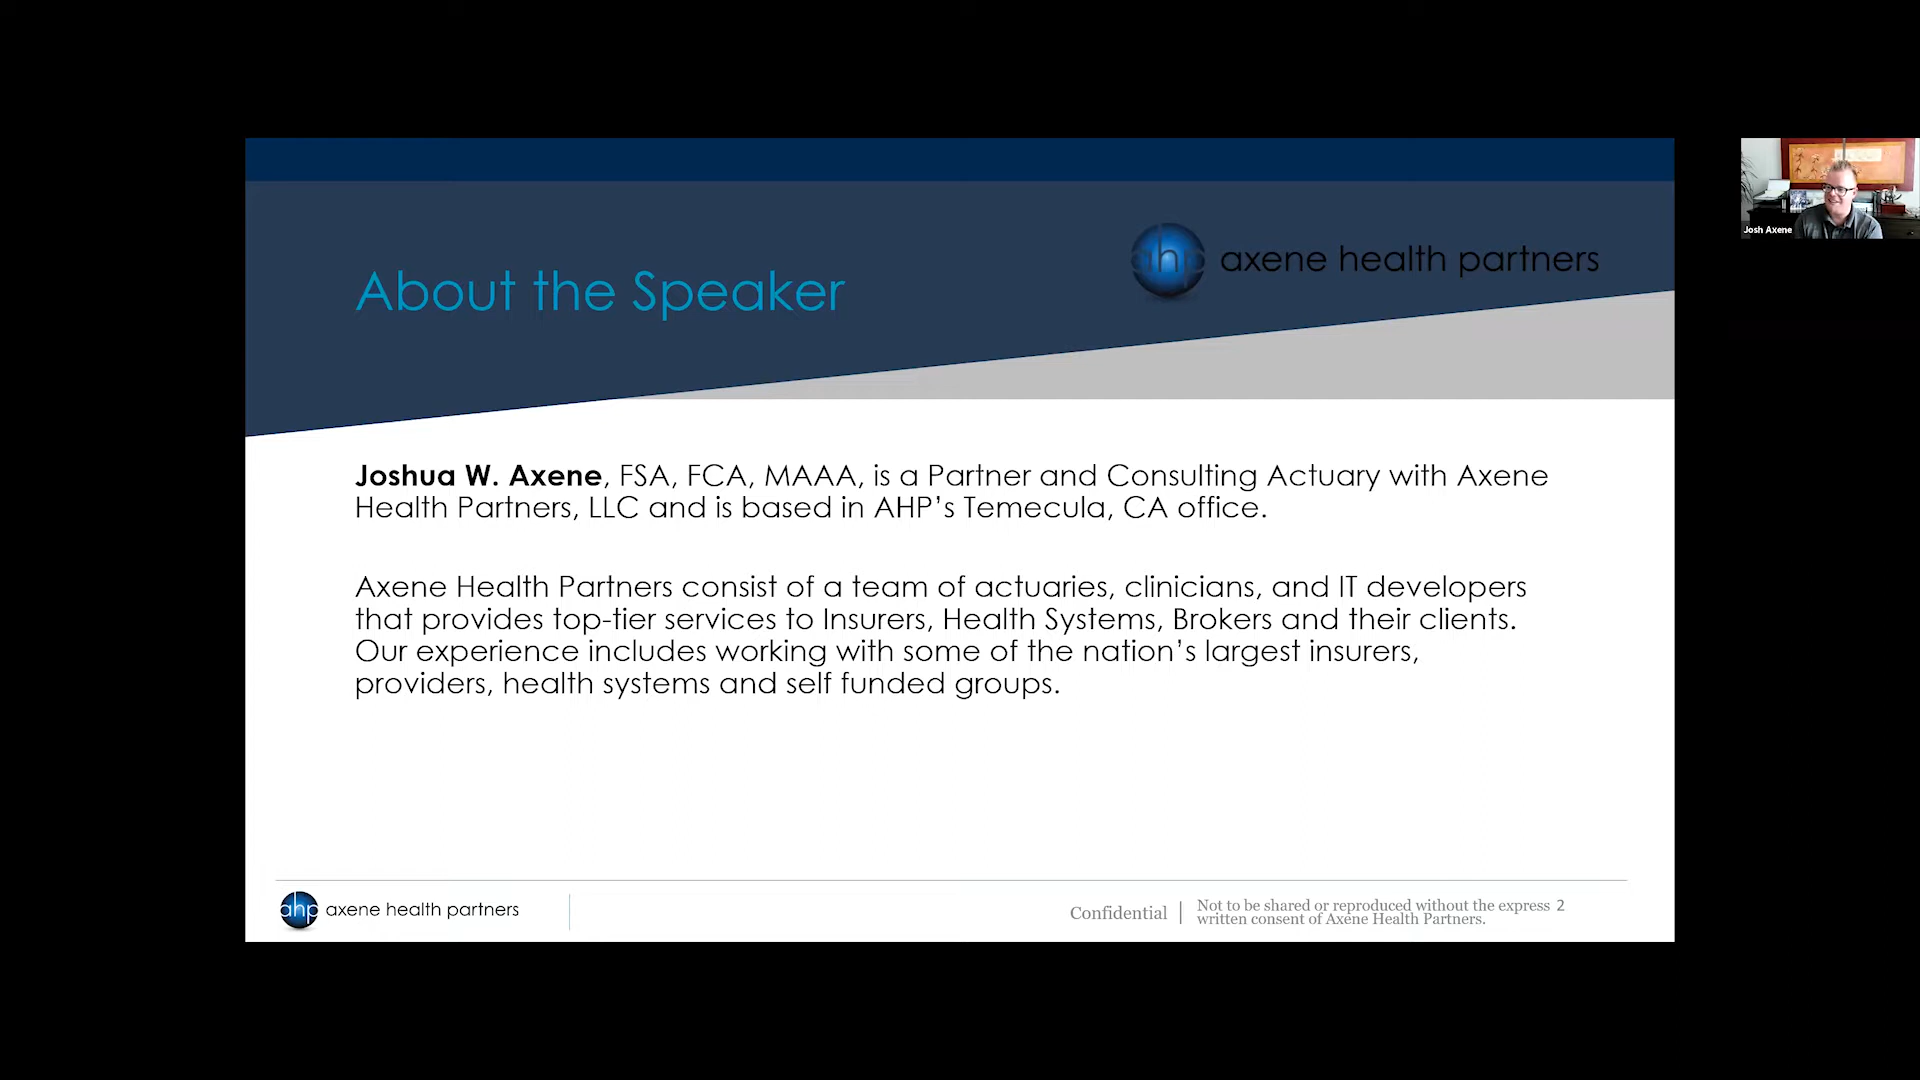 About the Speaker
ahp axene health partners
Josh Axene
Joshua W. Axene, FSA, FCA, MAAA, is a Partner and Consulting Actuary with Axene
Health Partners, LLC and is based in AHP’s Temecula, CA office.
Axene Health Partners consist of a team of actuaries, clinicians, and IT developers
that provides top-tier services to Insurers, Health Systems, Brokers and their clients.
Our experience includes working with some of the nation’s largest insurers,
providers, health systems and self funded groups.
ahp axene health partners
Confidential
Not to be shared or reproduced without the express 2
written consent of Axene Health Partners.